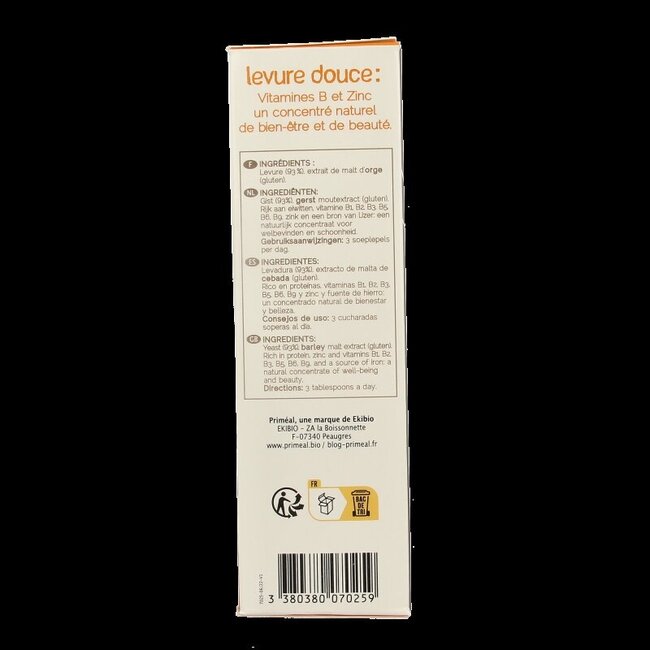 levure douce :
Vitamines B et Zinc
un concentré naturel
de bien-être et de beauté.
F INGRÉDIENTS :
Levure (93 %), extrait de malt d'orge
(gluten).
NL INGREDIËNTEN:
Gist (93%), gerst moutextract (gluten).
Rijk aan eiwitten, vitamine B1, B2, B3, B5
B6, B9, zink en een bron van IJzer: een
natuurlijk concentraat voor
welbevinden en schoonheid.
Gebruiksaanwijzingen: 3 soeplepels
per dag.
ES INGREDIENTES:
Levadura (93%), extracto de malta de
cebada (gluten).
Rico en proteínas, vitaminas B1, B2, B3,
B5, B6, B9 y zinc y fuente de hierro;
un concentrado natural de bienestar
y belleza.
Consejos de uso: 3 cucharadas
soperas al día.
GB INGREDIENTS:
Yeast (93%), barley malt extract (gluten).
Rich in protein, zinc and vitamins B1, B2,
B3, B5, B6, B9, and a source of iron: a
natural concentrate of well-being
and beauty.
Directions: 3 tablespoons a day.
Priméal, une marque de Ekibio
EKIBIO - ZA la Boissonnette
F-07340 Peaugres
www.primeal.bio / blog-primeal.fr
FR
BAC
DE
TRI
3 380380 070259